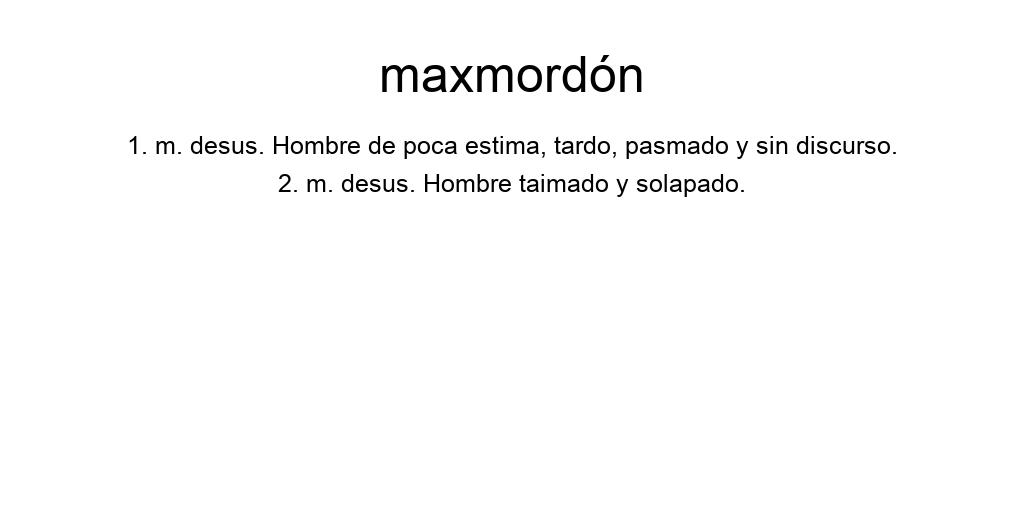 maxmordón
1. m. desus. Hombre de poca estima, tardo, pasmado y sin discurso.
2. m. desus. Hombre taimado y solapado.